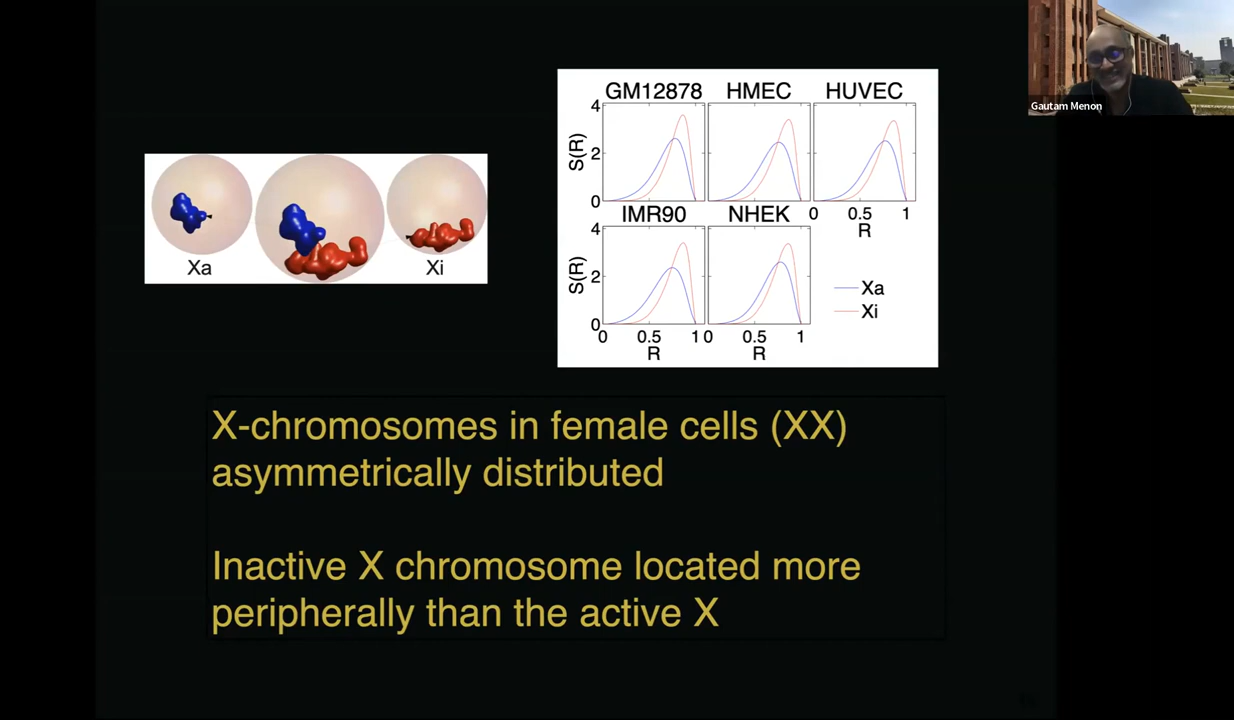 Gautam Menon
Xa
Xi
GM12878 HMEC HUVEC
4
S(R)
2
0
0 0.5 1
R
IMR90 NHEK
4
S(R)
2
0
0 0.5 1 0 0.5 1
R R
Xa
Xi
X-chromosomes in female cells (XX)
asymmetrically distributed
Inactive X chromosome located more
peripherally than the active X